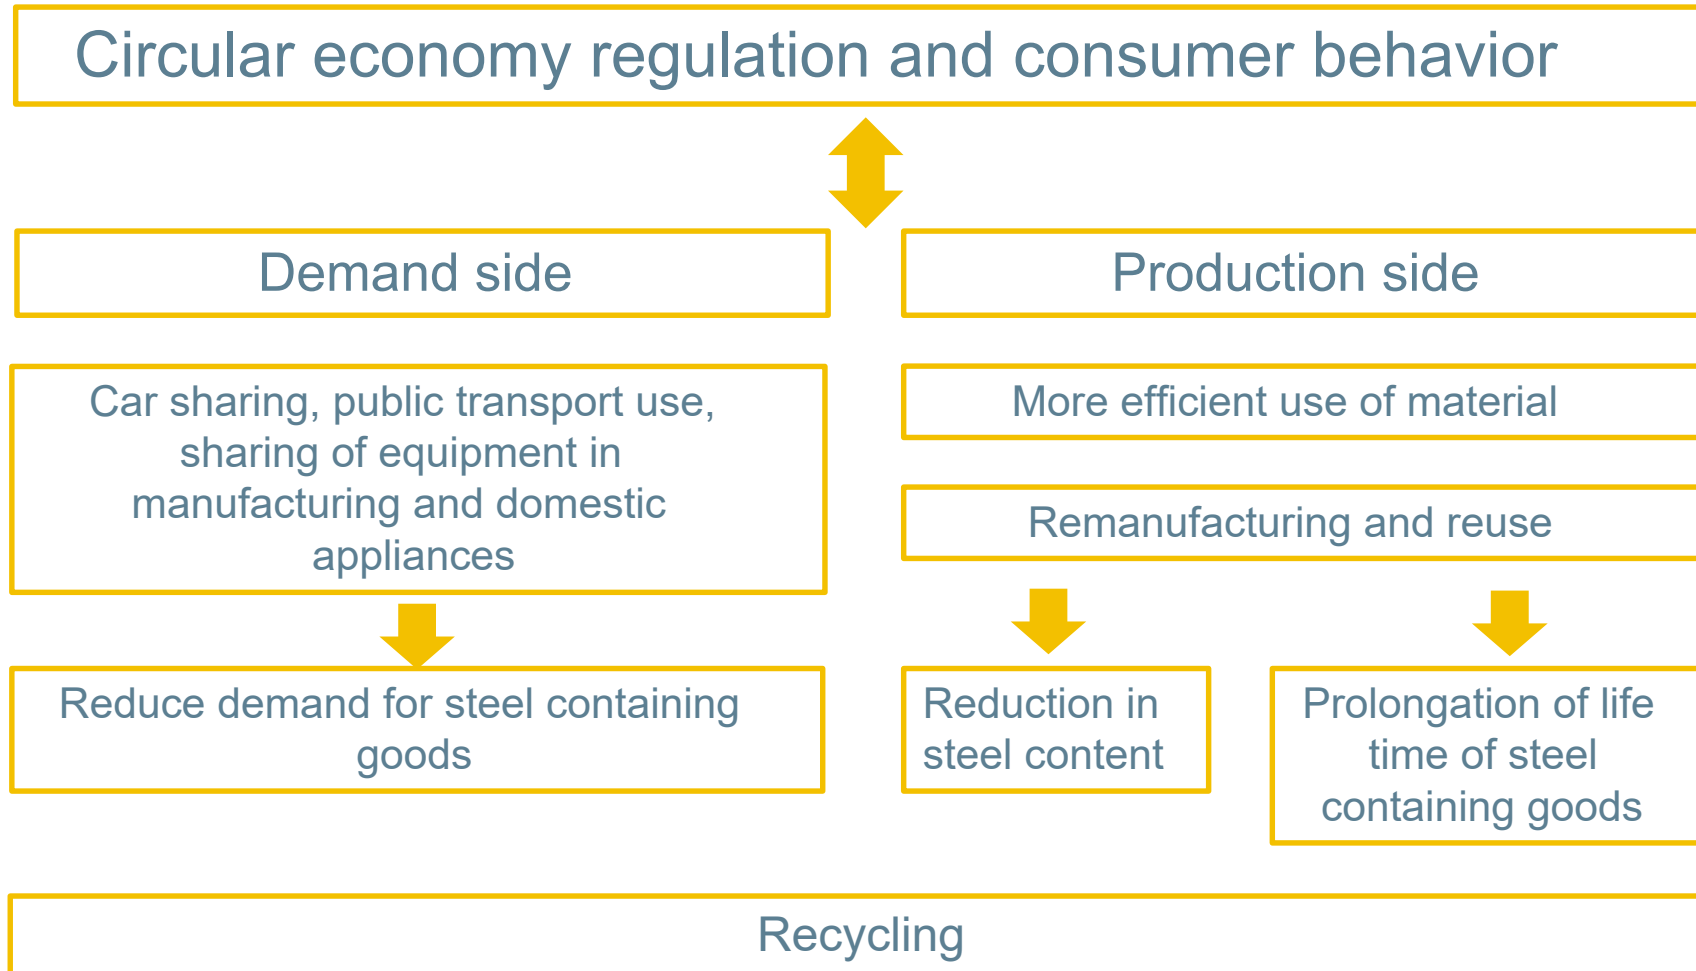 Circular economy regulation and consumer behavior
Demand side
Production side
Car sharing, public transport use,
sharing of equipment in
manufacturing and domestic
appliances
More efficient use of material
Remanufacturing and reuse
Reduce demand for steel containing
goods
Reduction in
steel content
Prolongation of life
time of steel
containing goods
Recycling